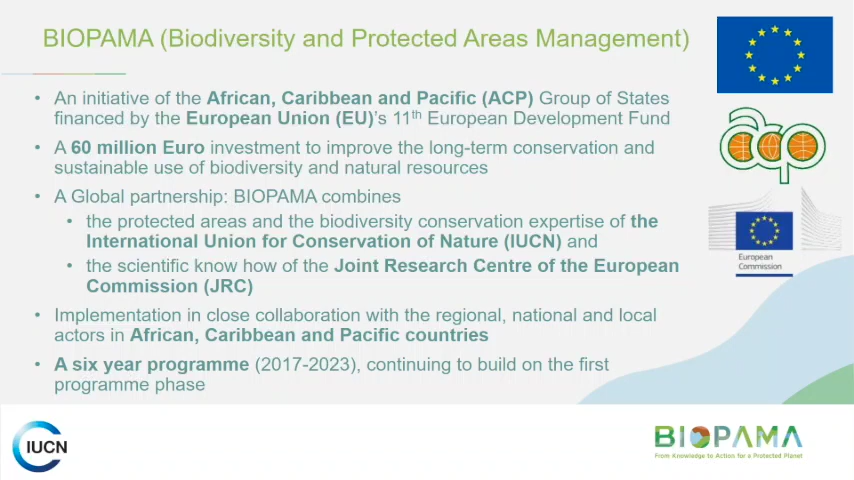 BIOPAMA (Biodiversity and Protected Areas Management)
• An initiative of the African, Caribbean and Pacific (ACP) Group of States
financed by the European Union (EU)'s 11th European Development Fund
• A 60 million Euro investment to improve the long-term conservation and
sustainable use of biodiversity and natural resources
• A Global partnership: BIOPAMA combines
• the protected areas and the biodiversity conservation expertise of the
International Union for Conservation of Nature (IUCN) and
• the scientific know how of the Joint Research Centre of the European
Commission (JRC)
• Implementation in close collaboration with the regional, national and local
actors in African, Caribbean and Pacific countries
• A six year programme (2017-2023), continuing to build on the first
programme phase
acp
European
Commission
IUCN
BIOPAMA
From Knowledge to Action for a Protected Planet